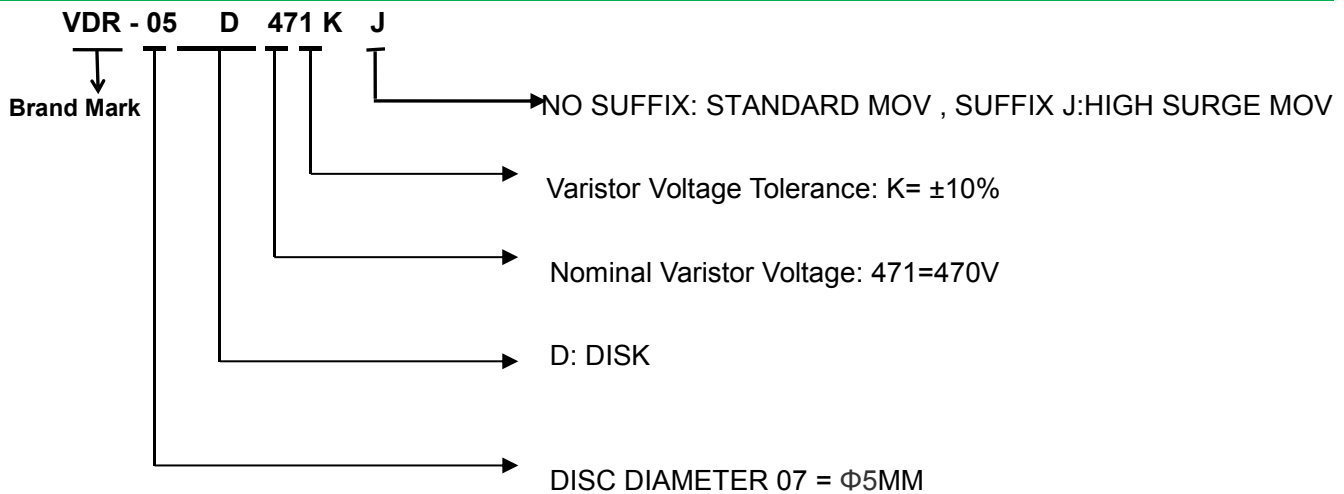 VDR - 05 D 471 K J
Brand Mark
NO SUFFIX: STANDARD MOV , SUFFIX J:HIGH SURGE MOV
Varistor Voltage Tolerance: K= ±10%
Nominal Varistor Voltage: 471=470V
D: DISK
DISC DIAMETER 07 = Φ5MM